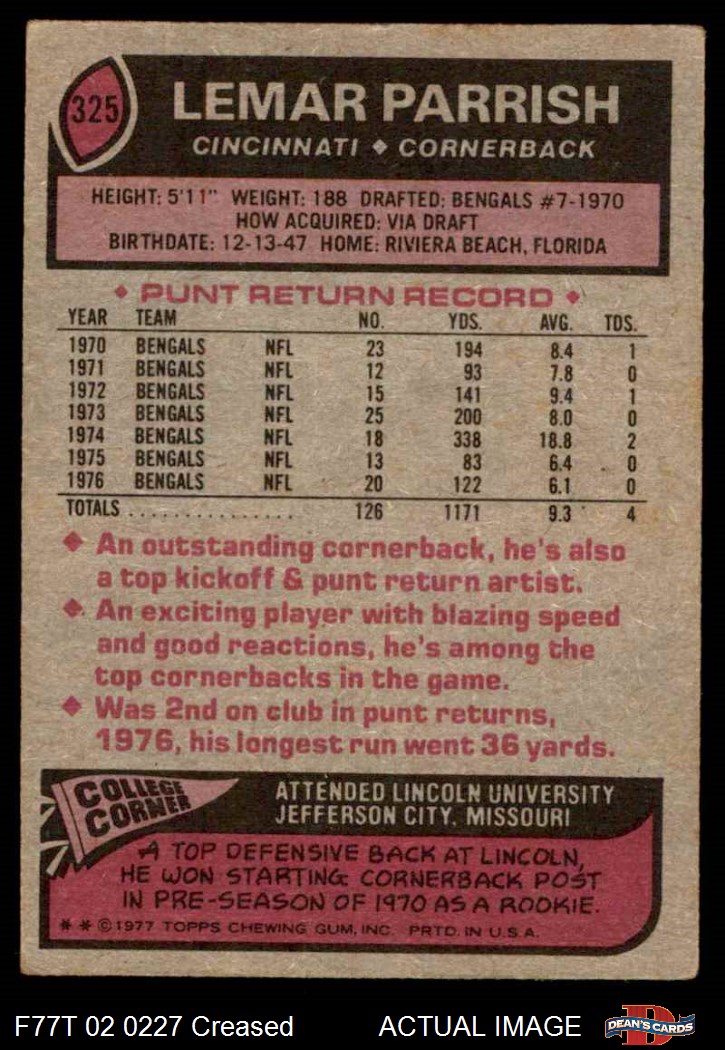 325
LEMAR PARRISH
CINCINNATI ♦ CORNERBACK
HEIGHT: 5'11" WEIGHT: 188 DRAFTED: BENGALS #7-1970
HOW ACQUIRED: VIA DRAFT
BIRTHDATE: 12-13-47 HOME: RIVIERA BEACH, FLORIDA
♦ PUNT RETURN RECORD ♦
YEAR TEAM NO. YDS. AVG. TDS.
1970 BENGALS NFL 23 194 8.4 1
1971 BENGALS NFL 12 93 7.8 0
1972 BENGALS NFL 15 141 9.4 1
1973 BENGALS NFL 25 200 8.0 0
1974 BENGALS NFL 18 338 18.8 2
1975 BENGALS NFL 13 83 6.4 0
1976 BENGALS NFL 20 122 6.1 0
TOTALS ............... 126 1171 9.3 4
♦ An outstanding cornerback, he's also
a top kickoff & punt return artist.
♦ An exciting player with blazing speed
and good reactions, he's among the
top cornerbacks in the game.
♦ Was 2nd on club in punt returns,
1976, his longest run went 36 yards.
COLLEGE
CORNER
ATTENDED LINCOLN UNIVERSITY
JEFFERSON CITY, MISSOURI
A TOP DEFENSIVE BACK AT LINCOLN,
HE WON STARTING CORNERBACK POST
IN PRE-SEASON OF 1970 AS A ROOKIE.
* * ©1977 TOPPS CHEWING GUM, INC. PRTD. IN U.S.A.
F77T 02 0227 Creased ACTUAL IMAGE
D
DEAN'S CARDS